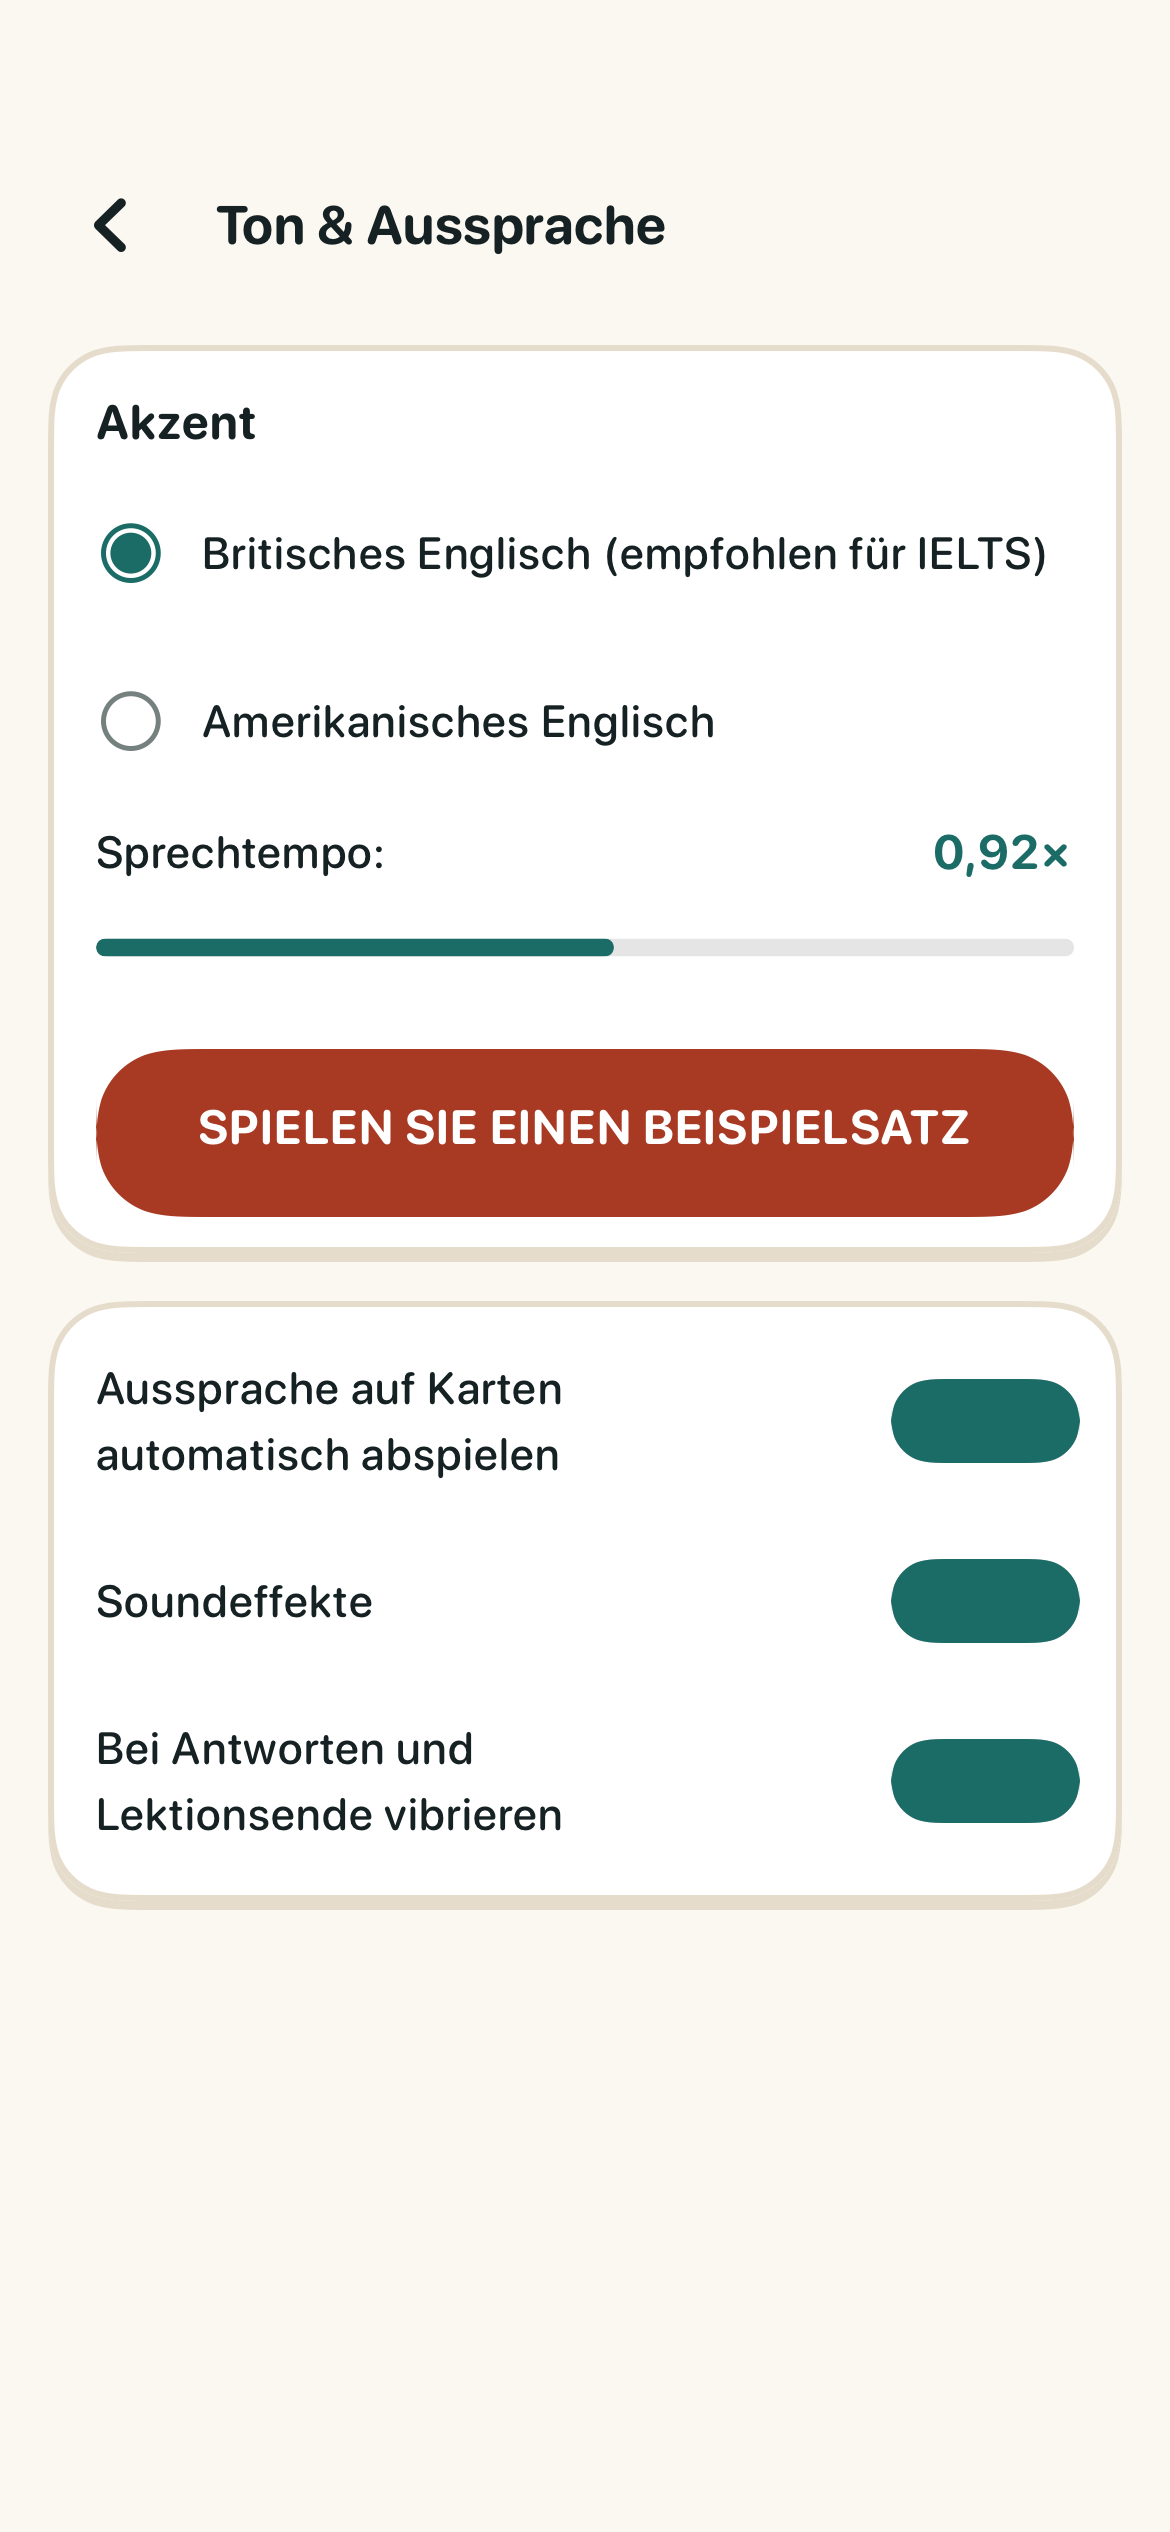 Ton & Aussprache
Akzent
Britisches Englisch (empfohlen für IELTS)
Amerikanisches Englisch
Sprechtempo: 0,92×
SPIELEN SIE EINEN BEISPIELSATZ
Aussprache auf Karten
automatisch abspielen
Soundeffekte
Bei Antworten und
Lektionsende vibrieren